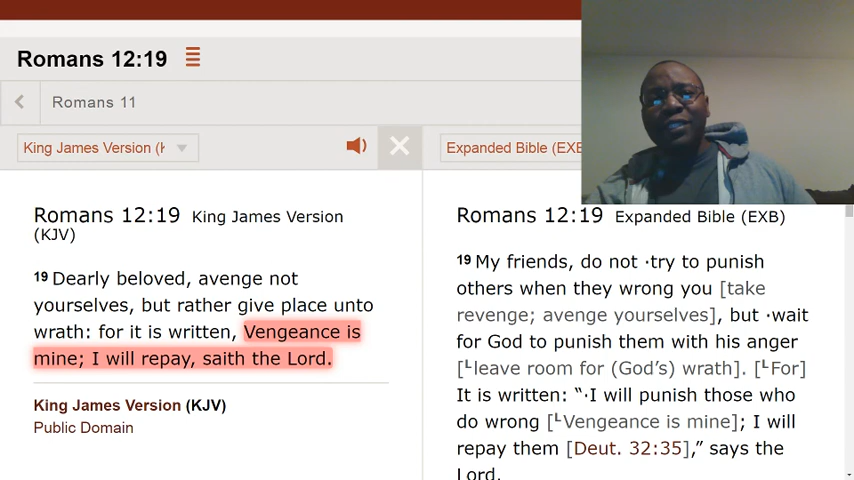 Romans 12:19
Romans 11
King James Version (
Expanded Bible (EXB
Romans 12:19 King James Version
(KJV)
19 Dearly beloved, avenge not
yourselves, but rather give place unto
wrath: for it is written, Vengeance is
mine; I will repay, saith the Lord.
King James Version (KJV)
Public Domain
Romans 12:19 Expanded Bible (EXB)
19 My friends, do not ·try to punish
others when they wrong you [take
revenge; avenge yourselves], but ·wait
for God to punish them with his anger
[ᴸleave room for (God's) wrath]. [ᴸFor]
It is written: “·I will punish those who
do wrong [ᴸVengeance is mine]; I will
repay them [Deut. 32:35],” says the
Lord.